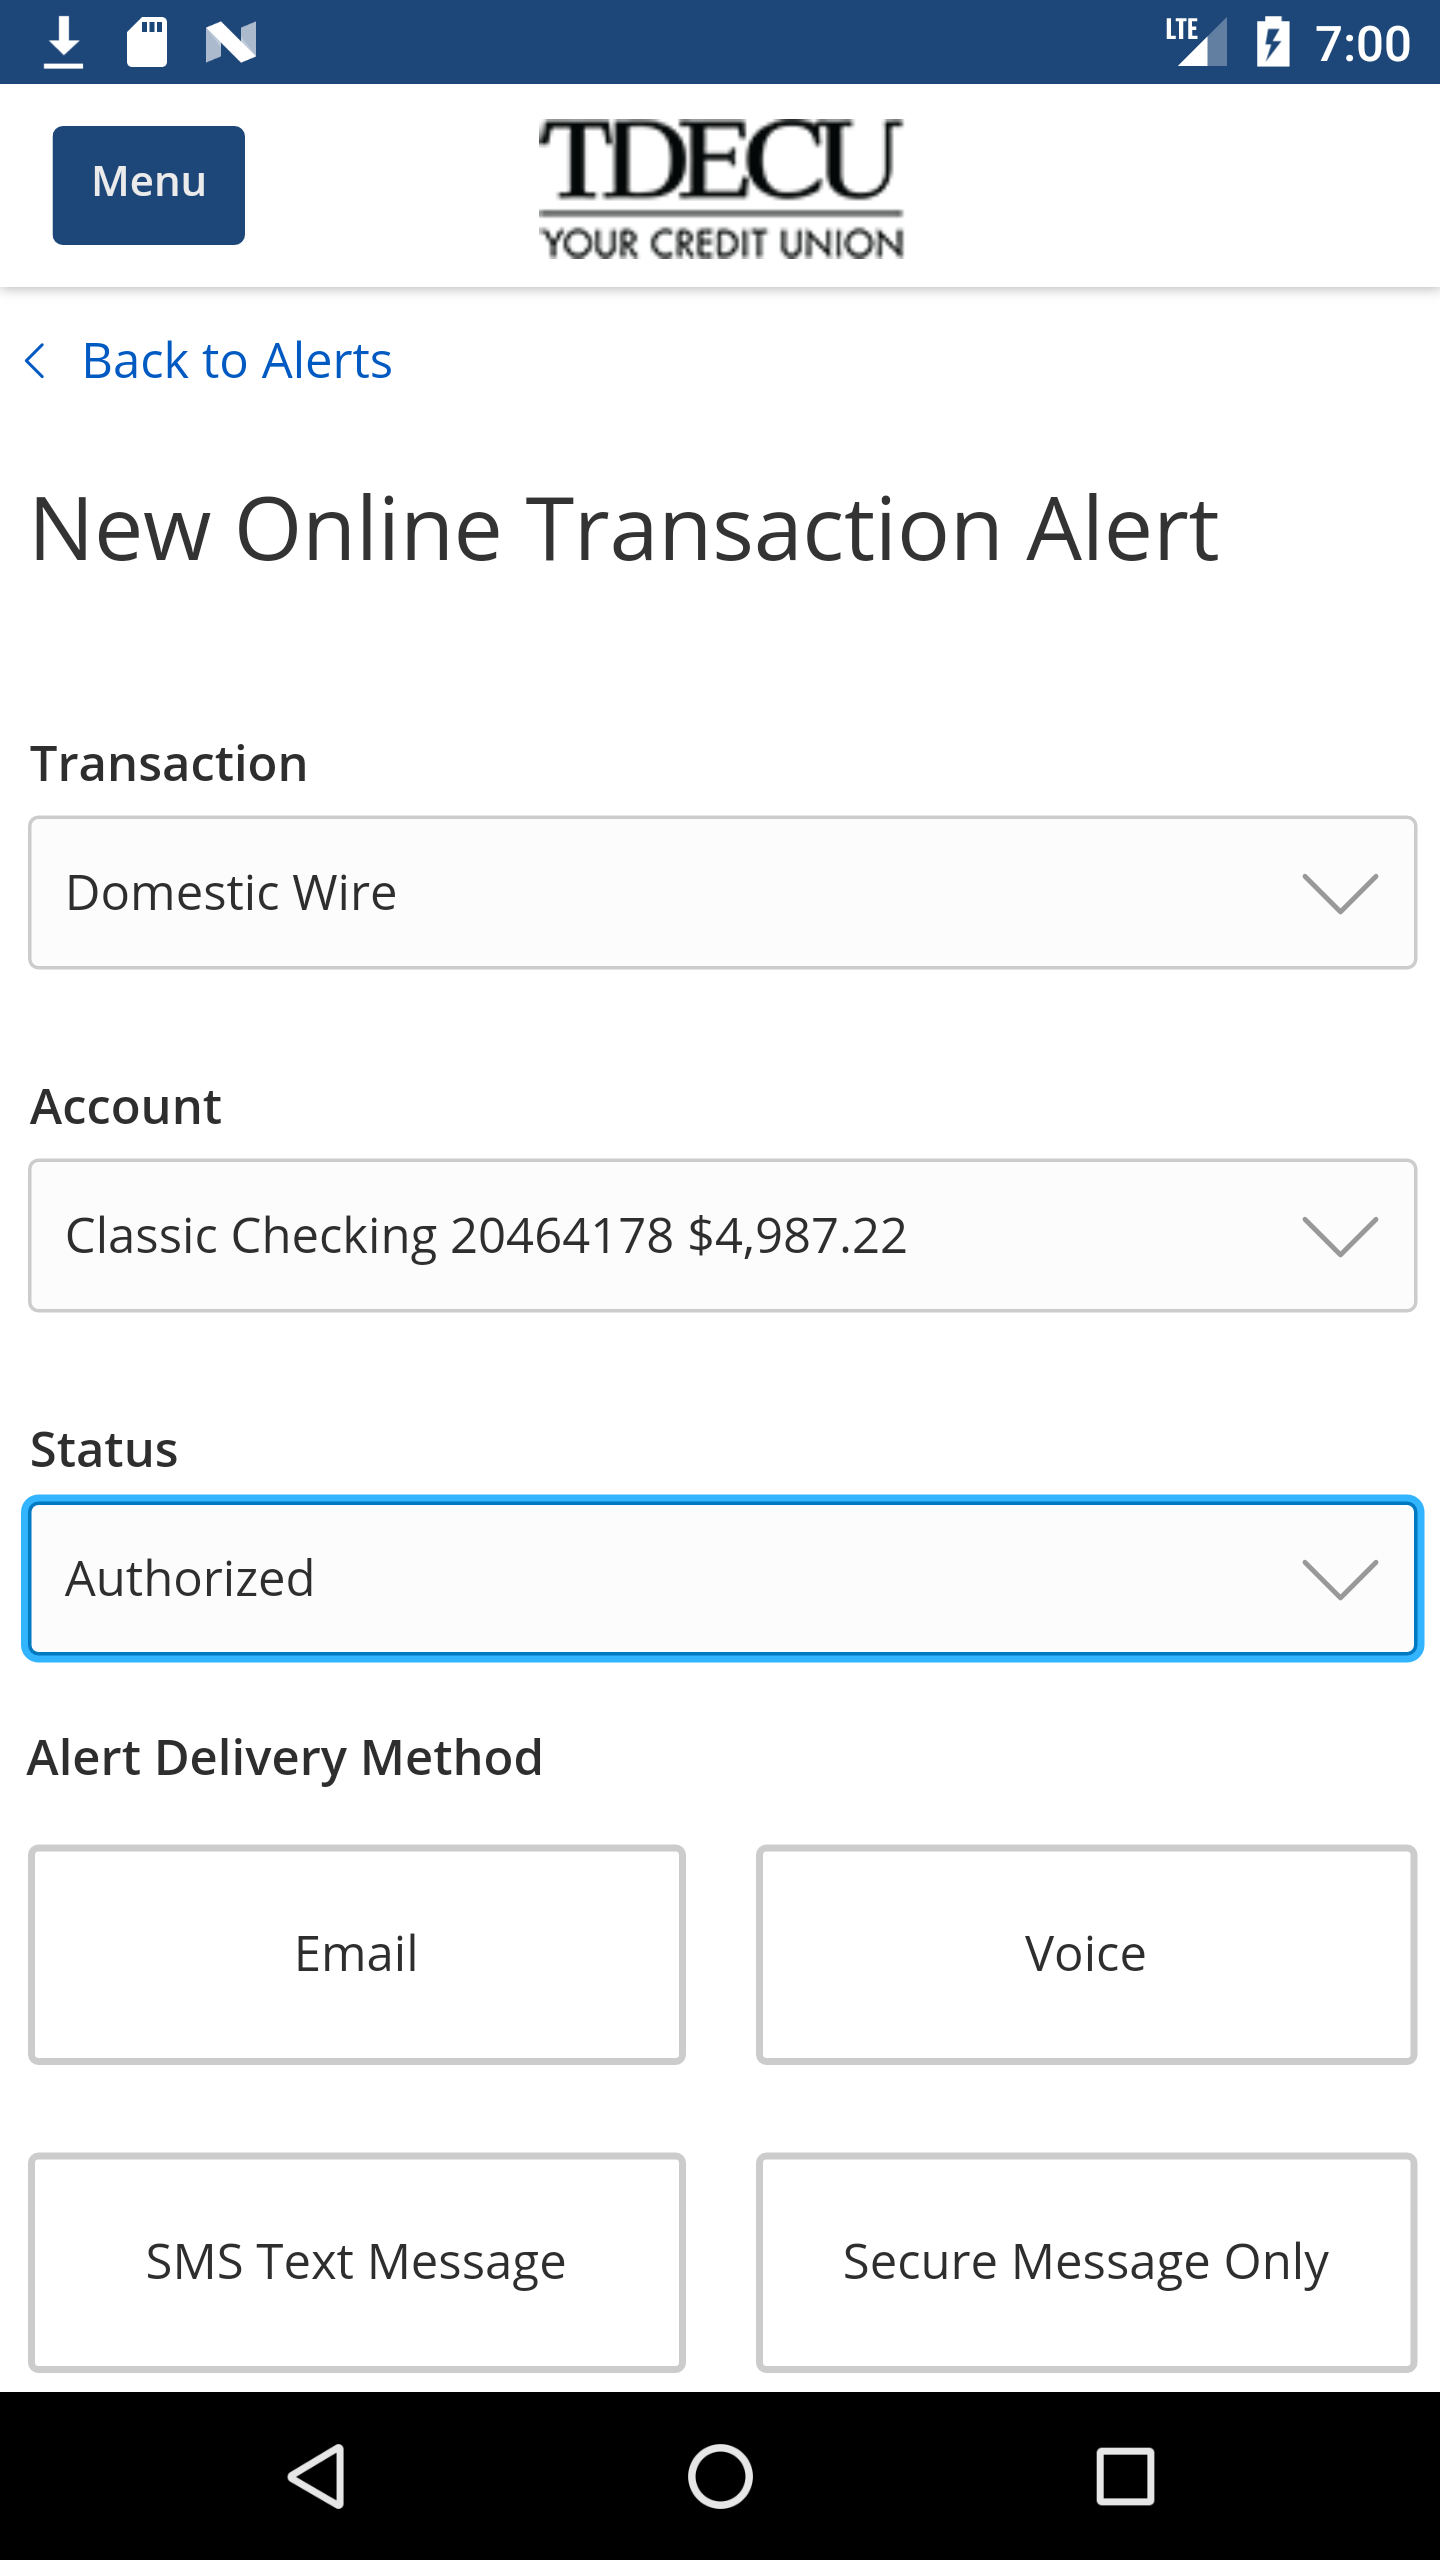 LTE 7:00
Menu
TDECU
YOUR CREDIT UNION
Back to Alerts
New Online Transaction Alert
Transaction
Domestic Wire
Account
Classic Checking 20464178 $4,987.22
Status
Authorized
Alert Delivery Method
Email
Voice
SMS Text Message
Secure Message Only